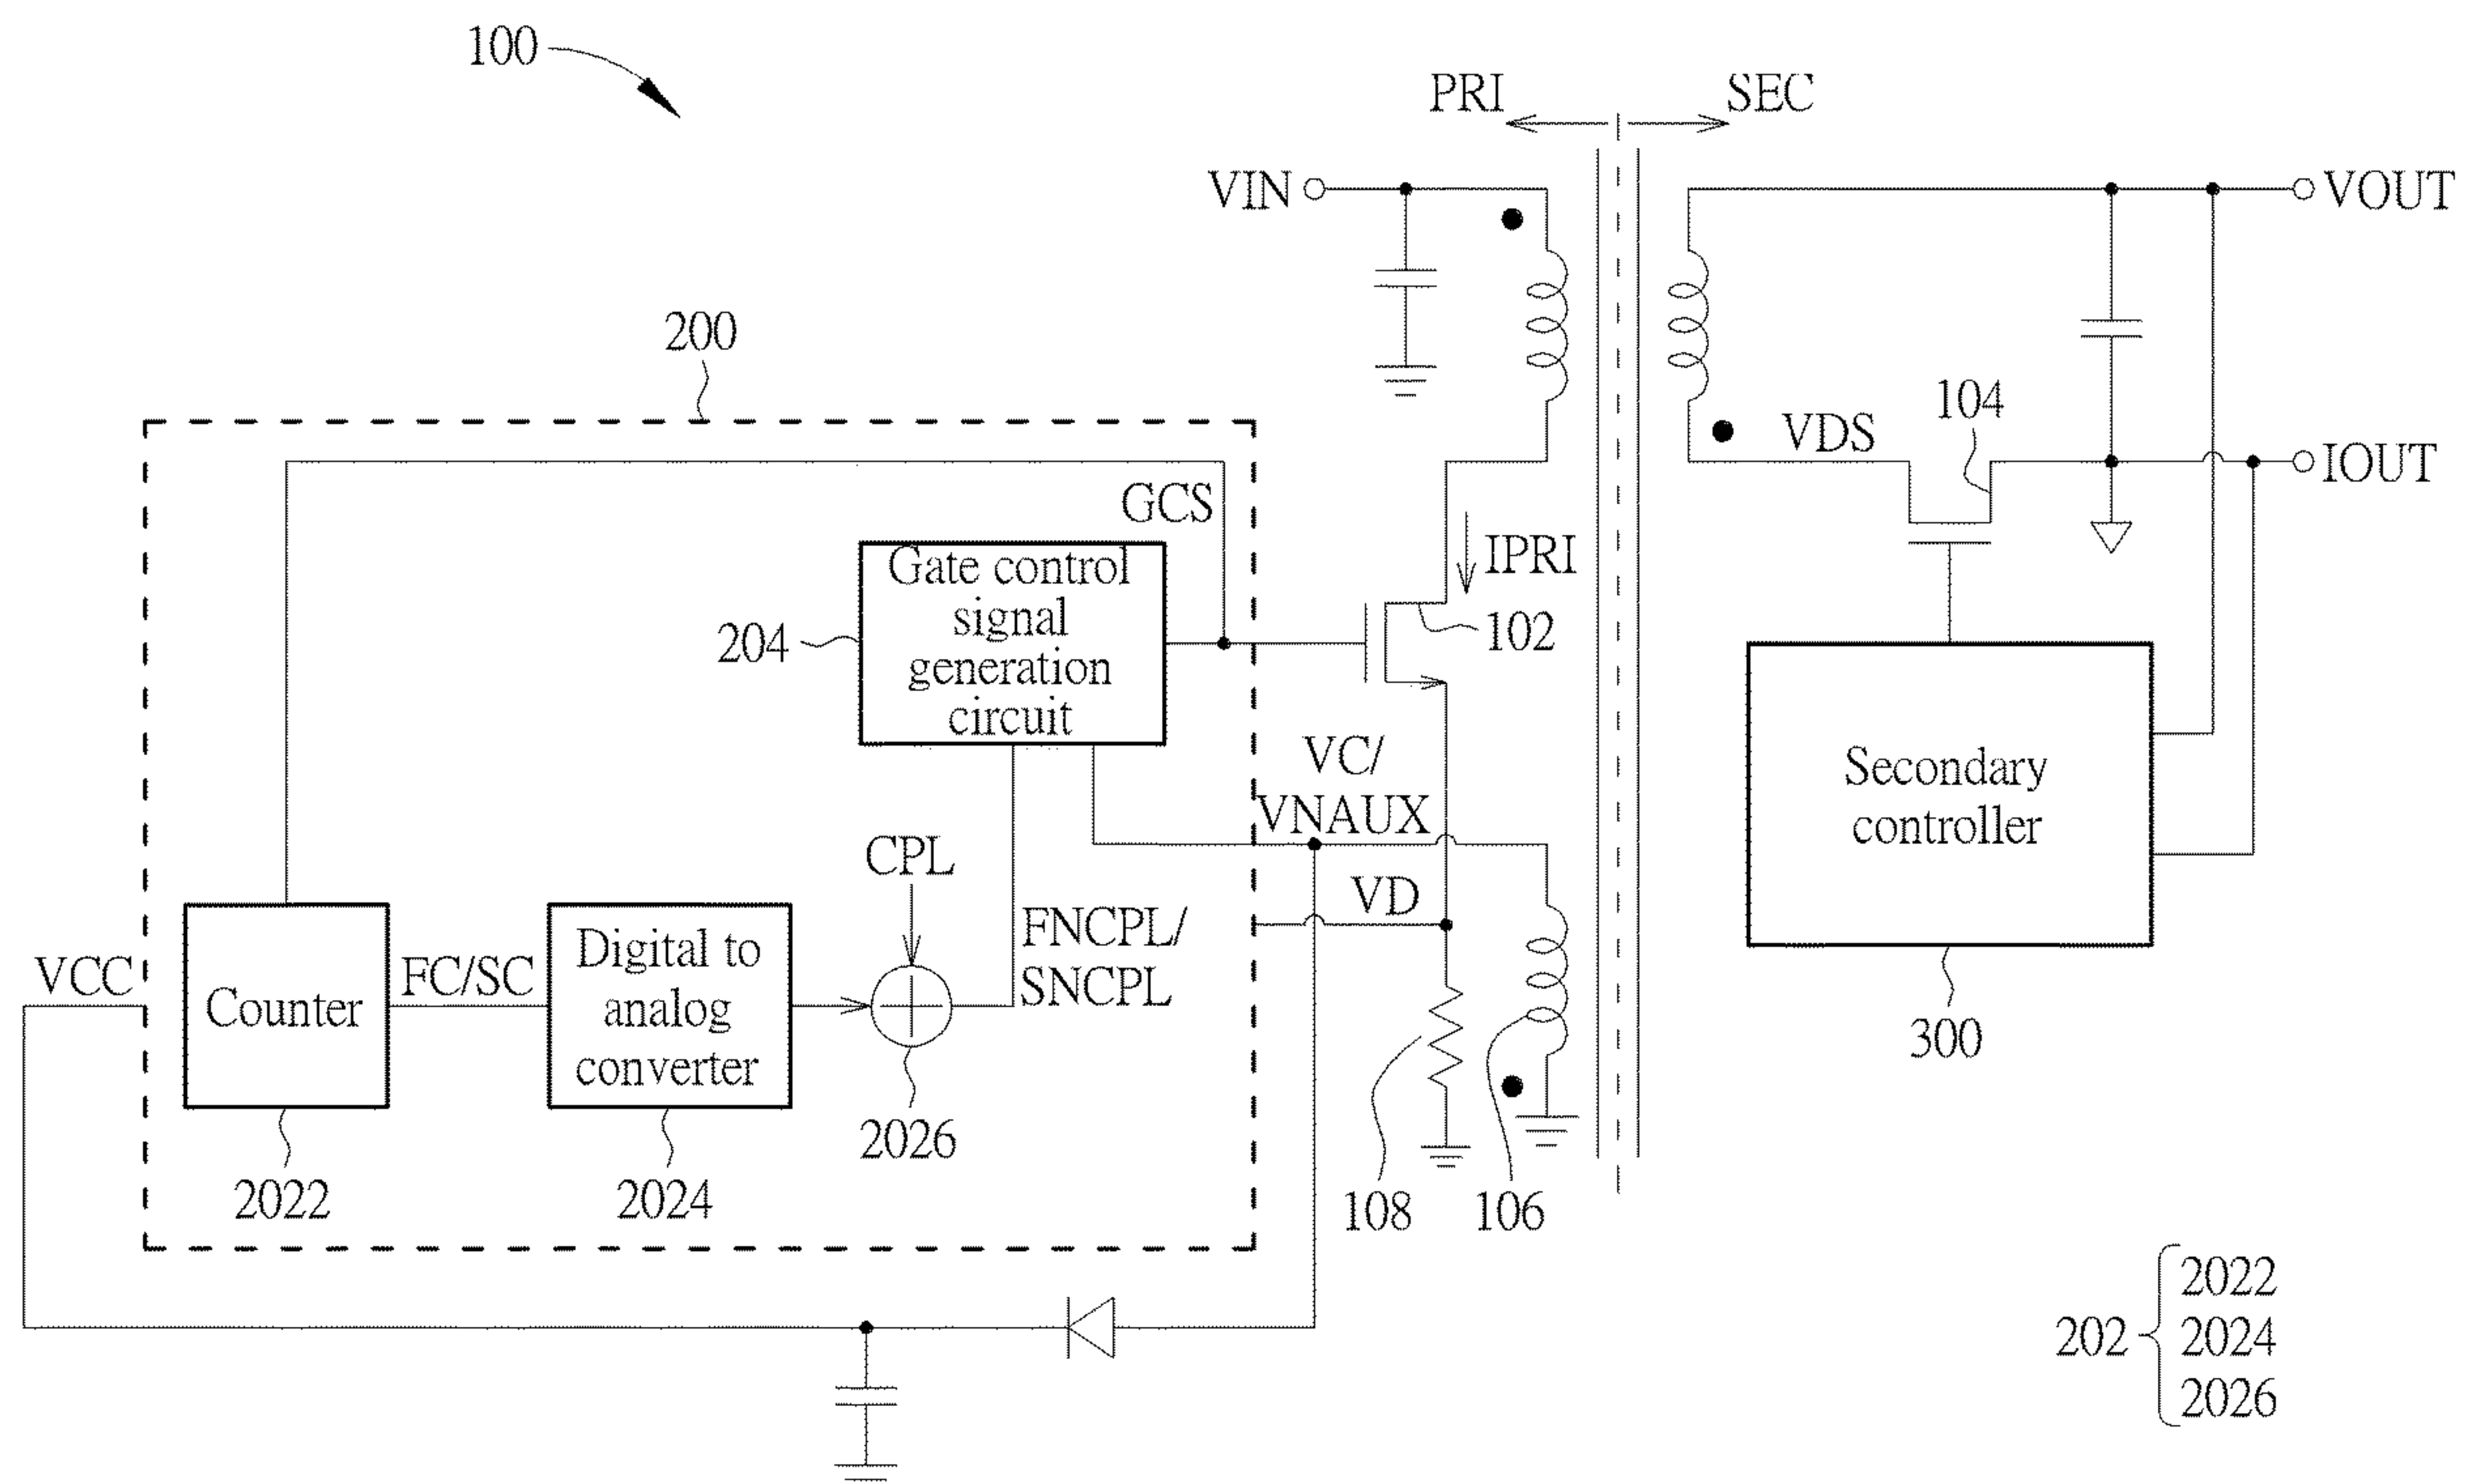 100
PRI
SEC
VIN
VOUT
200
104
VDS
IOUT
GCS
Gate control
signal
generation
circuit
204
IPRI
102
VC/
VNAUX
Secondary
controller
CPL
VD
FNCPL/
SNCPL
VCC
Counter
FC/SC
Digital to
analog
converter
300
2026
2022
2024
108
106
202
2022
2024
2026